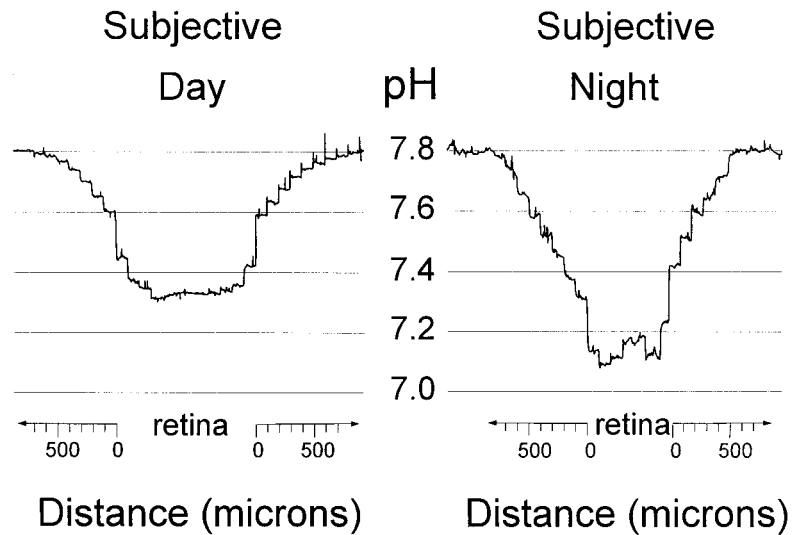 Subjective
Day
pH
Subjective
Night
7.8
7.6
7.4
7.2
7.0
retina
500 0 0 500
retina
500 0 0 500
Distance (microns)
Distance (microns)